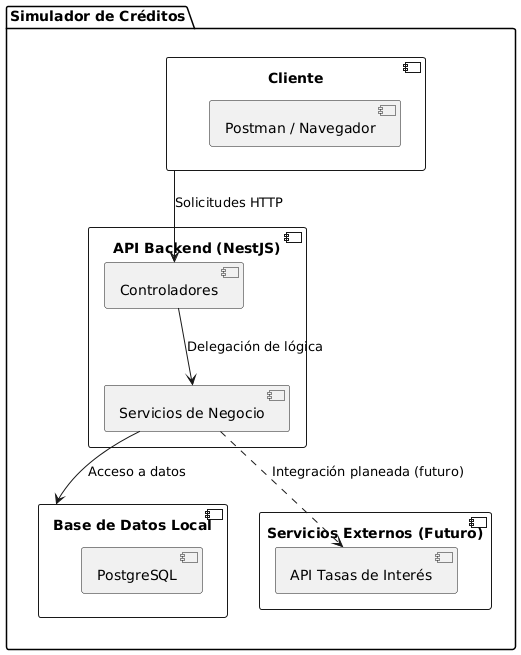 Simulador de Créditos
Cliente
Postman / Navegador
Solicitudes HTTP
API Backend (NestJS)
Controladores
Delegación de lógica
Servicios de Negocio
Acceso a datos
Integración planeada (futuro)
Base de Datos Local
PostgreSQL
Servicios Externos (Futuro)
API Tasas de Interés